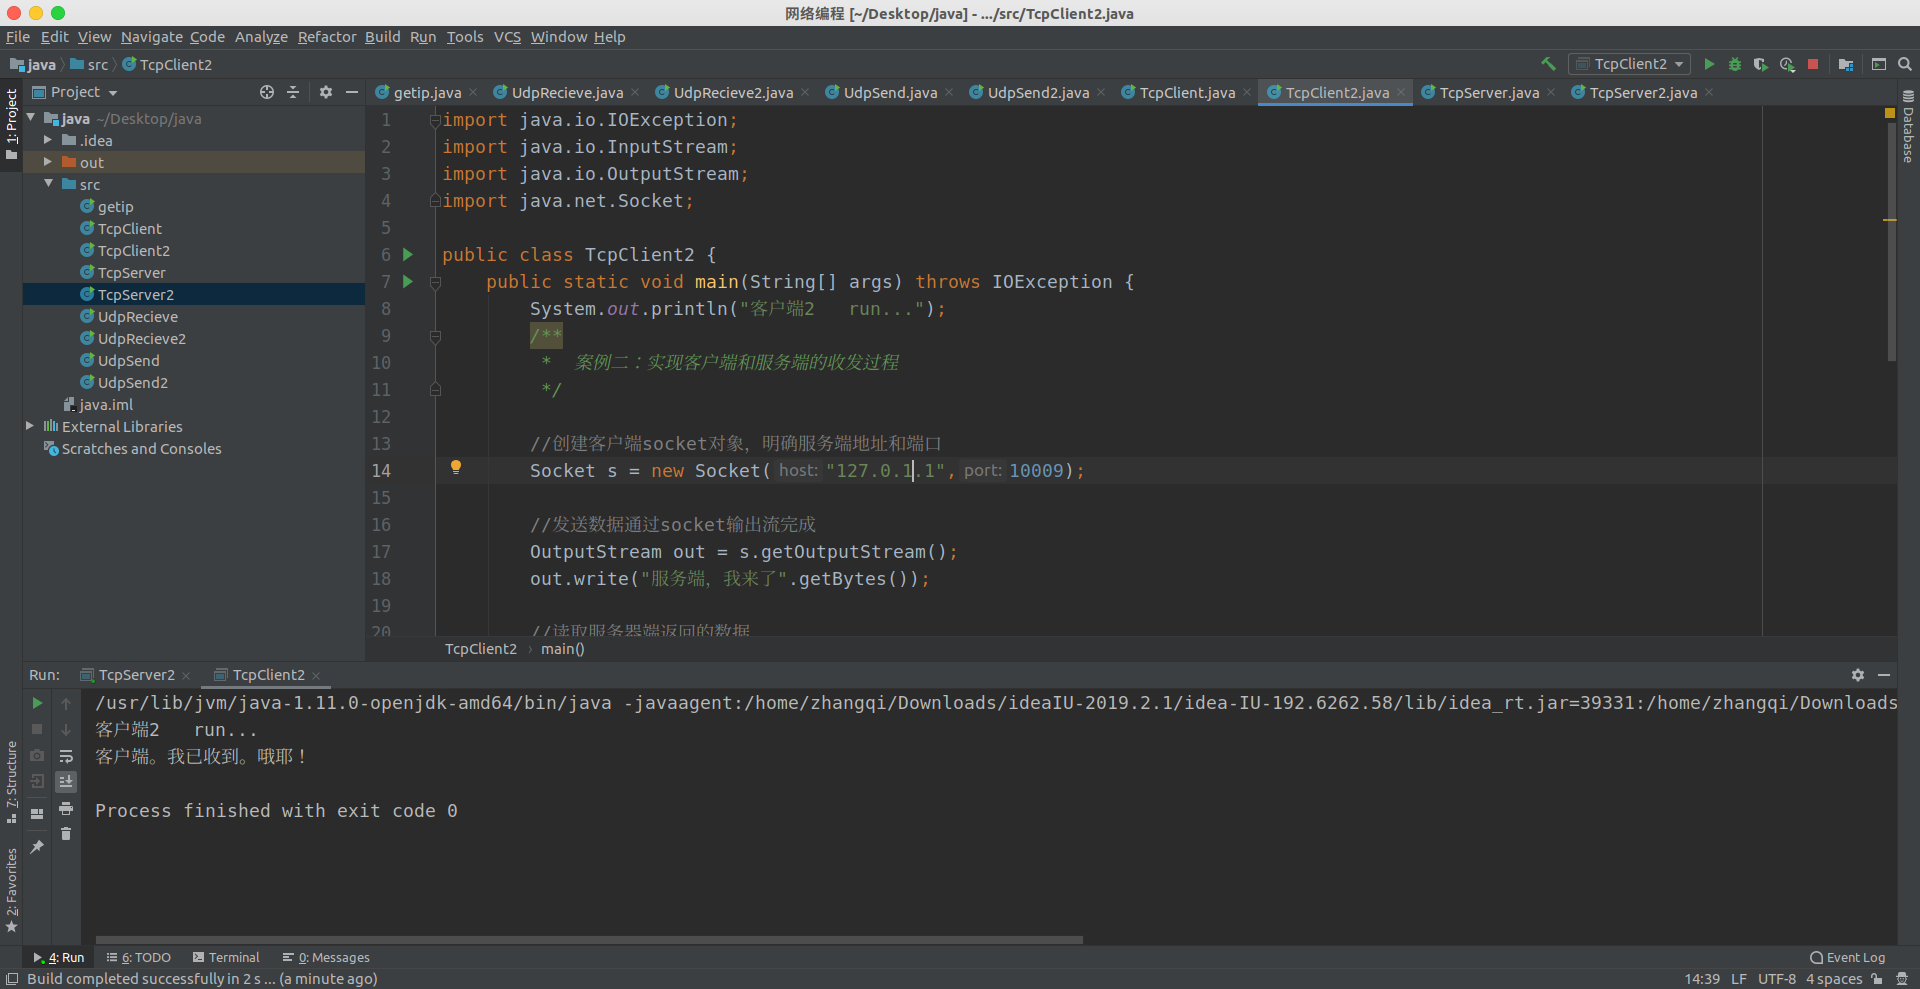 网络编程 [~/Desktop/java] - .../src/TcpClient2.java
File Edit View Navigate Code Analyze Refactor Build Run Tools VCS Window Help
java src TcpClient2
TcpClient2
1: Project
Project
getip.java UdpRecieve.java UdpRecieve2.java UdpSend.java UdpSend2.java TcpClient.java TcpClient2.java TcpServer.java TcpServer2.java
Database
java ~/Desktop/java
.idea
out
src
getip
TcpClient
TcpClient2
TcpServer
TcpServer2
UdpRecieve
UdpRecieve2
UdpSend
UdpSend2
java.iml
External Libraries
Scratches and Consoles
1 import java.io.IOException;
2 import java.io.InputStream;
3 import java.io.OutputStream;
4 import java.net.Socket;
5
6 public class TcpClient2 {
7 public static void main(String[] args) throws IOException {
8 System.out.println("客户端2   run...");
9 /**
10 * 案例二：实现客户端和服务端的收发过程
11 */
12
13 //创建客户端socket对象，明确服务端地址和端口
14 Socket s = new Socket( host: "127.0.1.1", port: 10009);
15
16 //发送数据通过socket输出流完成
17 OutputStream out = s.getOutputStream();
18 out.write("服务端，我来了".getBytes());
19
20 //读取服务器端返回的数据
TcpClient2 › main()
Run: TcpServer2 TcpClient2
/usr/lib/jvm/java-1.11.0-openjdk-amd64/bin/java -javaagent:/home/zhangqi/Downloads/ideaIU-2019.2.1/idea-IU-192.6262.58/lib/idea_rt.jar=39331:/home/zhangqi/Downloads
客户端2   run...
客户端。我已收到。哦耶！
Process finished with exit code 0
7: Structure
2: Favorites
4: Run 6: TODO Terminal 0: Messages Event Log
Build completed successfully in 2 s ... (a minute ago) 14:39 LF UTF-8 4 spaces